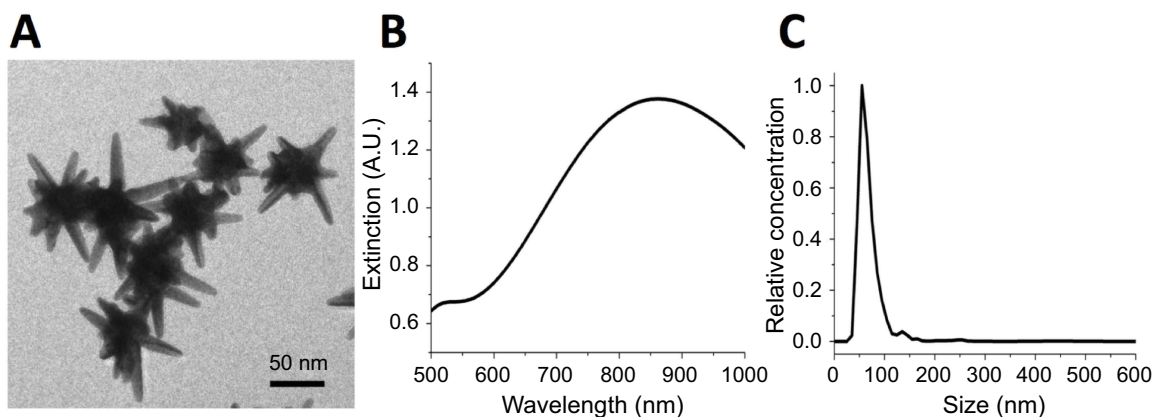 A
50 nm
B
Extinction (A.U.)
1.4
1.2
1.0
0.8
0.6
500 600 700 800 900 1000
Wavelength (nm)
C
Relative concentration
1.0
0.8
0.6
0.4
0.2
0.0
0 100 200 300 400 500 600
Size (nm)